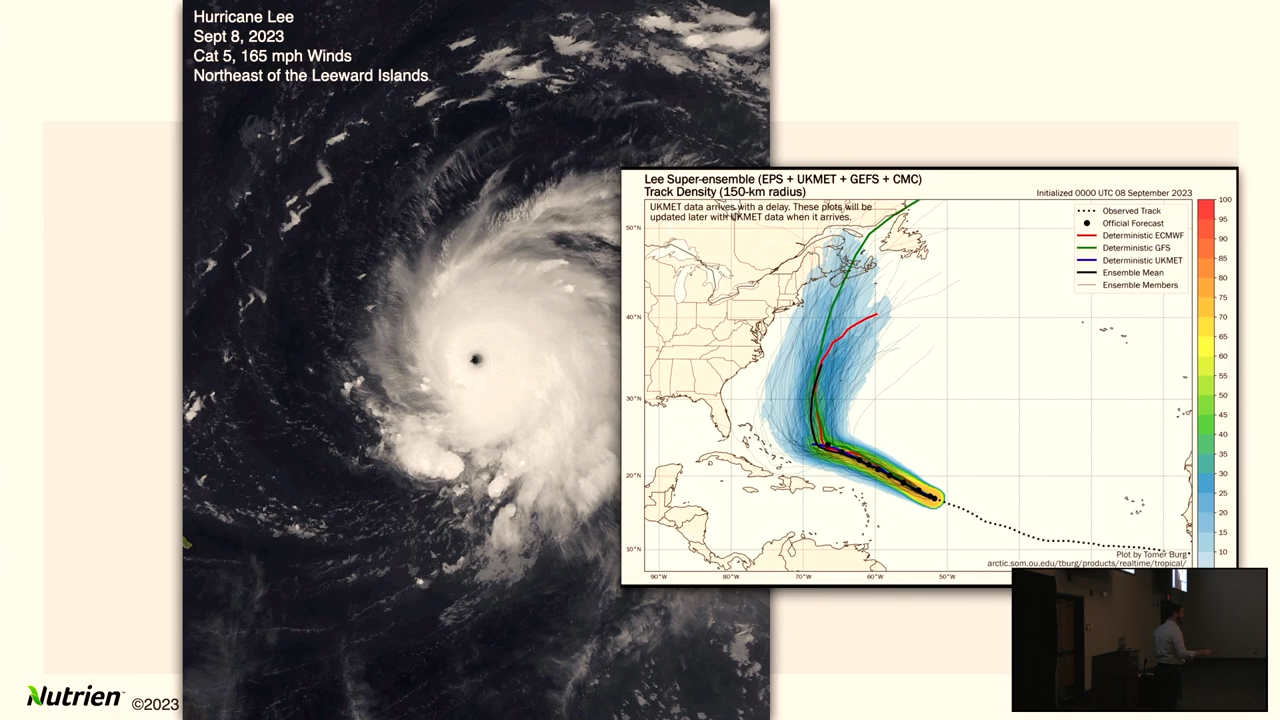 Hurricane Lee
Sept 8, 2023
Cat 5, 165 mph Winds
Northeast of the Leeward Islands
Lee Super-ensemble (EPS + UKMET + GEFS + CMC)
Track Density (150-km radius)
Initialized 0000 UTC 08 September 2023
UKMET data arrives with a delay. These plots will be
updated later with UKMET data when it arrives.
Observed Track
Official Forecast
Deterministic ECMWF
Deterministic GFS
Deterministic UKMET
Ensemble Mean
Ensemble Members
100
95
90
85
80
75
70
65
60
55
50
45
40
35
30
25
20
15
10
50°N
40°N
30°N
20°N
10°N
90°W
80°W
70°W
60°W
50°W
Plot by Tomer Burg
arctic.som.ou.edu/tburg/products/realtime/tropical/
Nutrien™ ©2023